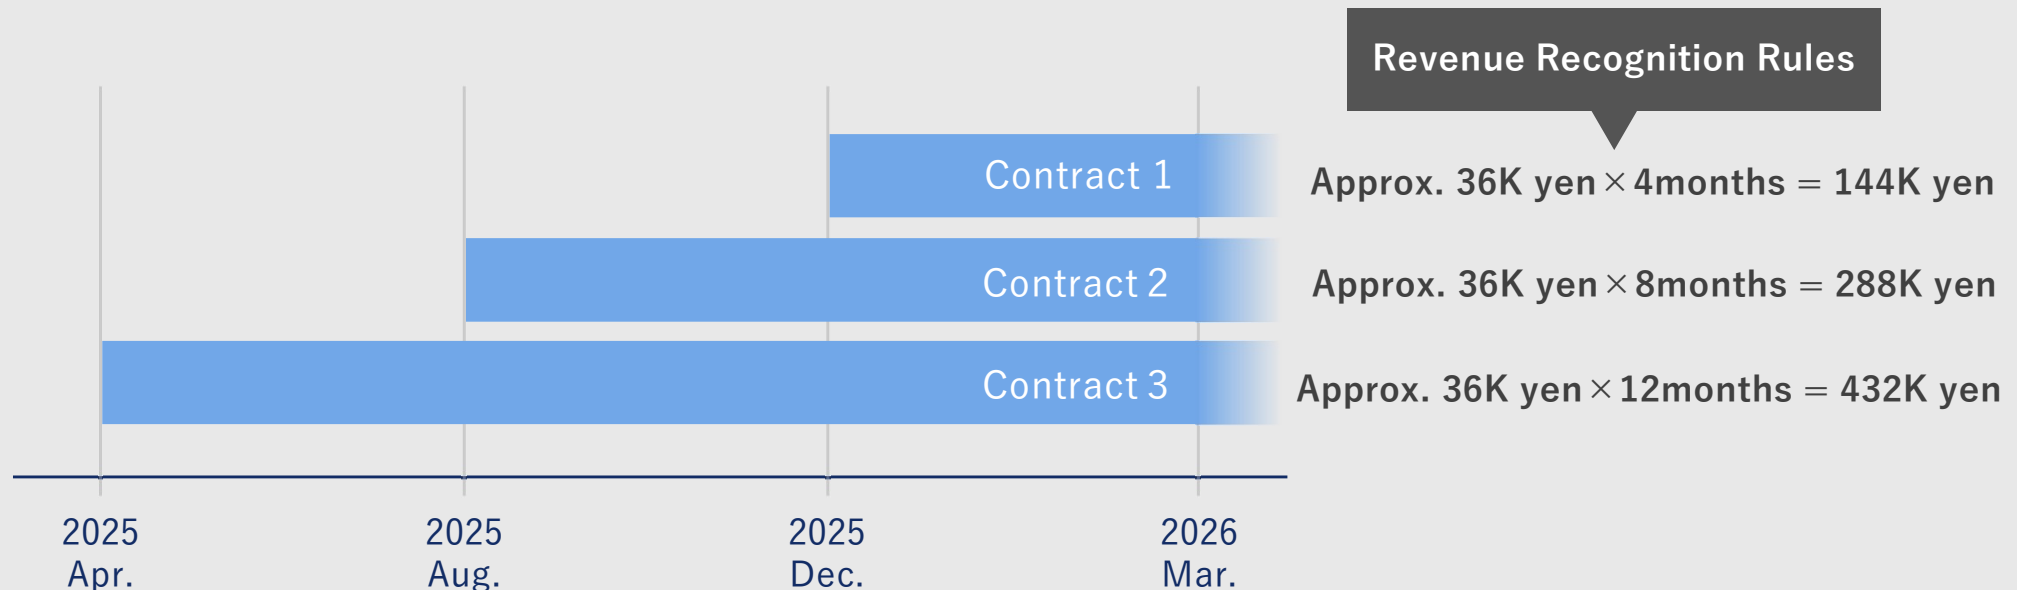 Revenue Recognition Rules
Contract 1
Approx. 36K yen×4months = 144K yen
Contract 2
Approx. 36K yen×8months = 288K yen
Contract 3
Approx. 36K yen×12months = 432K yen
2025
Apr.
2025
Aug.
2025
Dec.
2026
Mar.